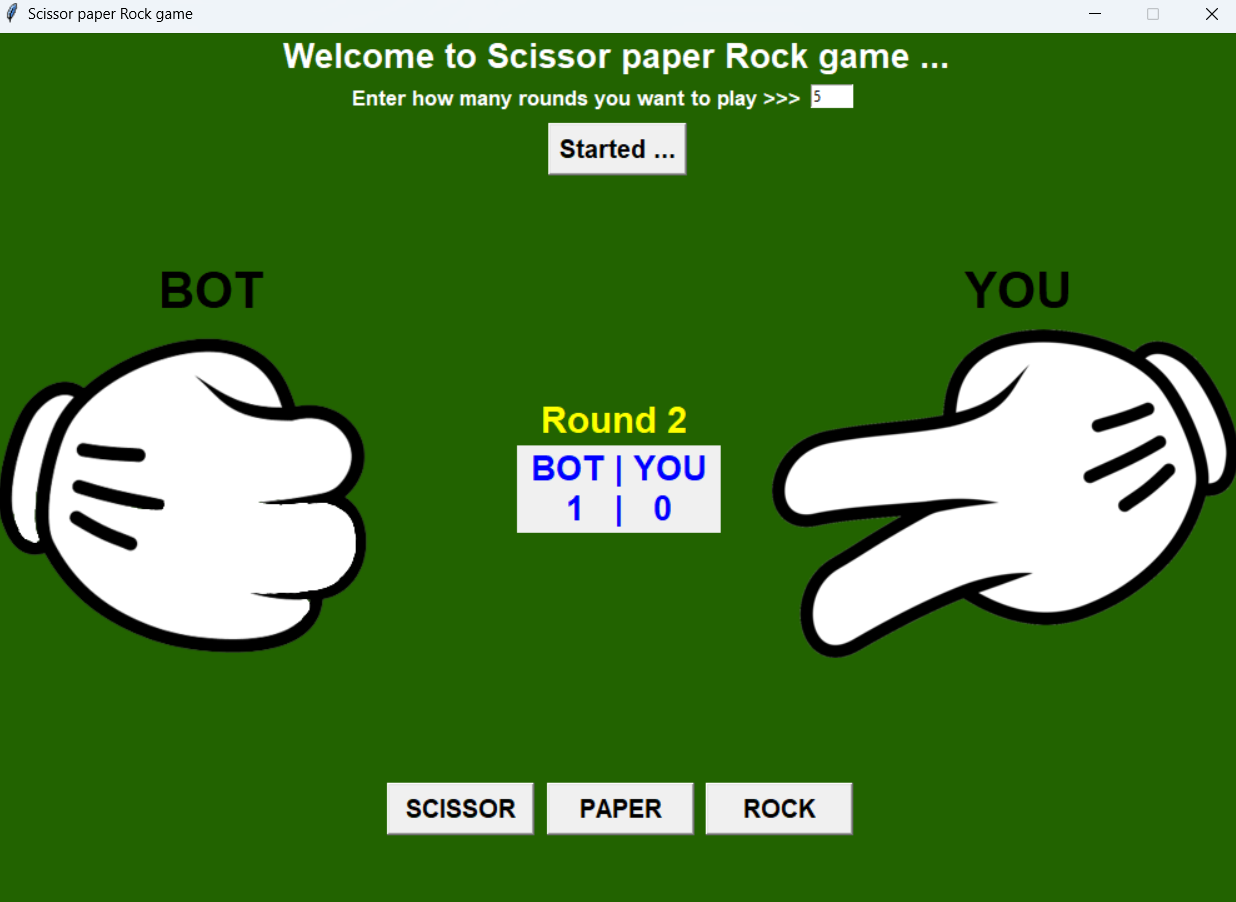 Scissor paper Rock game
Welcome to Scissor paper Rock game ...
Enter how many rounds you want to play >>> 5
Started ...
BOT
YOU
Round 2
BOT | YOU
1 | 0
SCISSOR
PAPER
ROCK